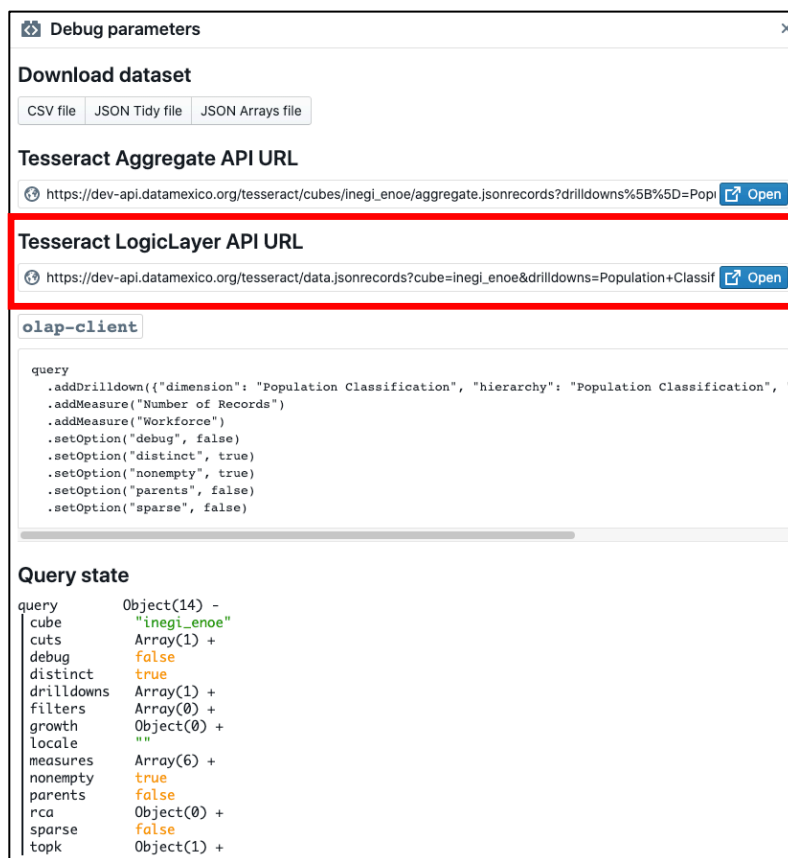 Debug parameters
Download dataset
CSV file JSON Tidy file JSON Arrays file
Tesseract Aggregate API URL
https://dev-api.datamexico.org/tesseract/cubes/inegi_enoe/aggregate.jsonrecords?drilldowns%5B%5D=Popu Open
Tesseract LogicLayer API URL
https://dev-api.datamexico.org/tesseract/data.jsonrecords?cube=inegi_enoe&drilldowns=Population+Classif Open
olap-client
query
.addDrilldown({"dimension": "Population Classification", "hierarchy": "Population Classification",
.addMeasure("Number of Records")
.addMeasure("Workforce")
.setOption("debug", false)
.setOption("distinct", true)
.setOption("nonempty", true)
.setOption("parents", false)
.setOption("sparse", false)
Query state
query Object(14) -
cube "inegi_enoe"
cuts Array(1) +
debug false
distinct true
drilldowns Array(1) +
filters Array(0) +
growth Object(0) +
locale ""
measures Array(6) +
nonempty true
parents false
rca Object(0) +
sparse false
topk Object(1) +